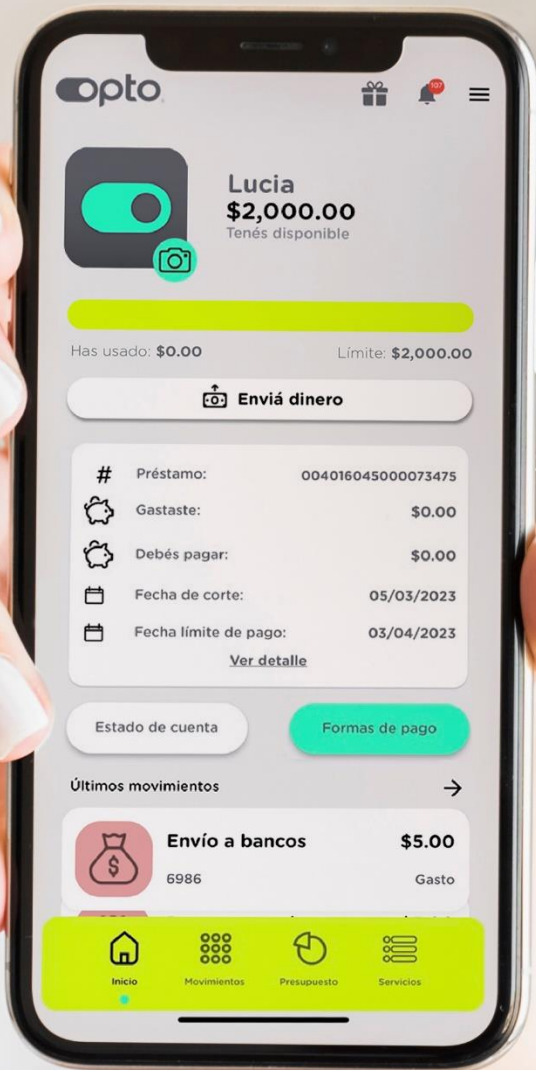 opto
107
Lucia
$2,000.00
Tenés disponible
Has usado: $0.00 Límite: $2,000.00
Enviá dinero
# Préstamo: 004016045000073475
Gastaste: $0.00
Debés pagar: $0.00
Fecha de corte: 05/03/2023
Fecha límite de pago: 03/04/2023
Ver detalle
Estado de cuenta Formas de pago
Últimos movimientos
Envío a bancos $5.00
6986 Gasto
Inicio Movimientos Presupuesto Servicios